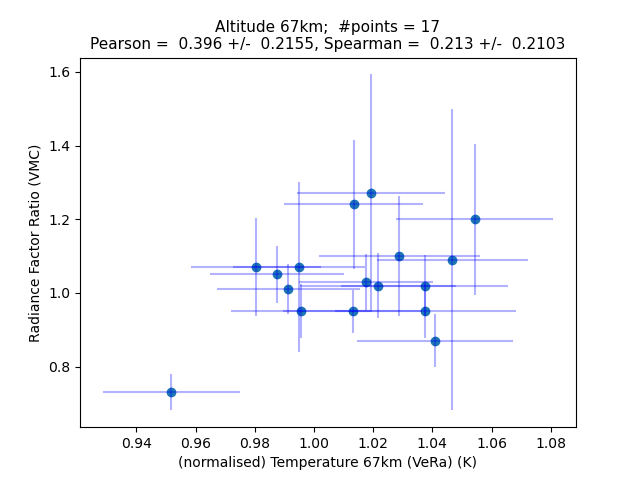 Altitude 67km;  #points = 17
Pearson =  0.396 +/-  0.2155, Spearman =  0.213 +/-  0.2103
1.6
1.4
1.2
1.0
0.8
Radiance Factor Ratio (VMC)
0.94 0.96 0.98 1.00 1.02 1.04 1.06 1.08
(normalised) Temperature 67km (VeRa) (K)